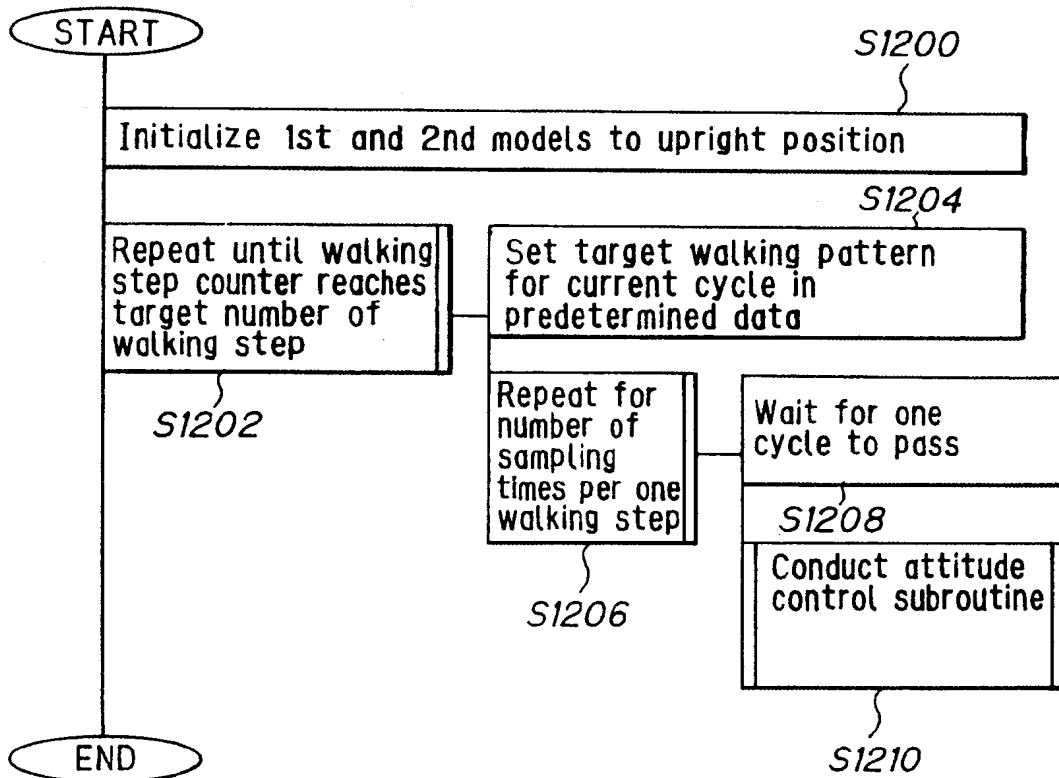 START
S1200
Initialize 1st and 2nd models to upright position
S1204
Repeat until walking
step counter reaches
target number of
walking step
S1202
Set target walking pattern
for current cycle in
predetermined data
Repeat for
number of
sampling
times per one
walking step
S1206
Wait for one
cycle to pass
S1208
Conduct attitude
control subroutine
S1210
END